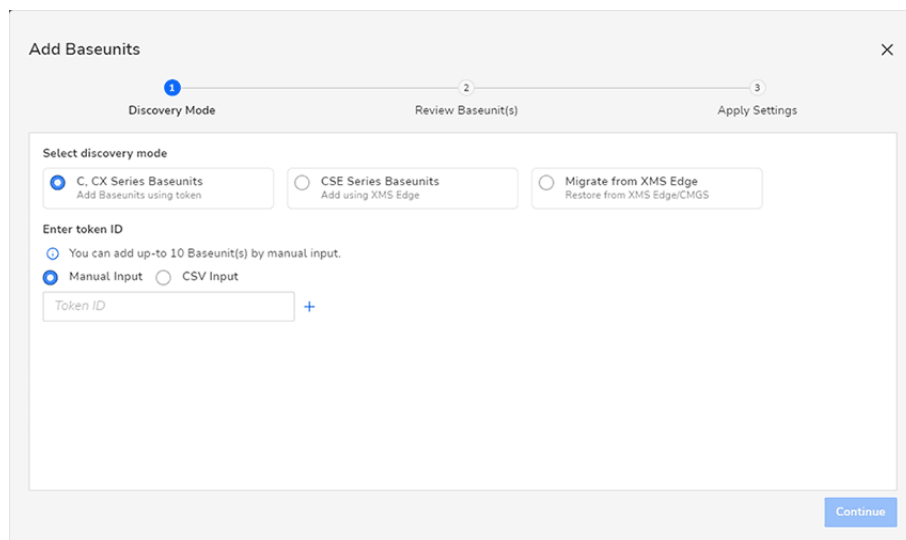 Add Baseunits
1 2 3
Discovery Mode Review Baseunit(s) Apply Settings
Select discovery mode
C, CX Series Baseunits CSE Series Baseunits Migrate from XMS Edge
Add Baseunits using token Add using XMS Edge Restore from XMS Edge/CMGS
Enter token ID
You can add up-to 10 Baseunit(s) by manual input.
Manual Input CSV Input
Token ID +
Continue